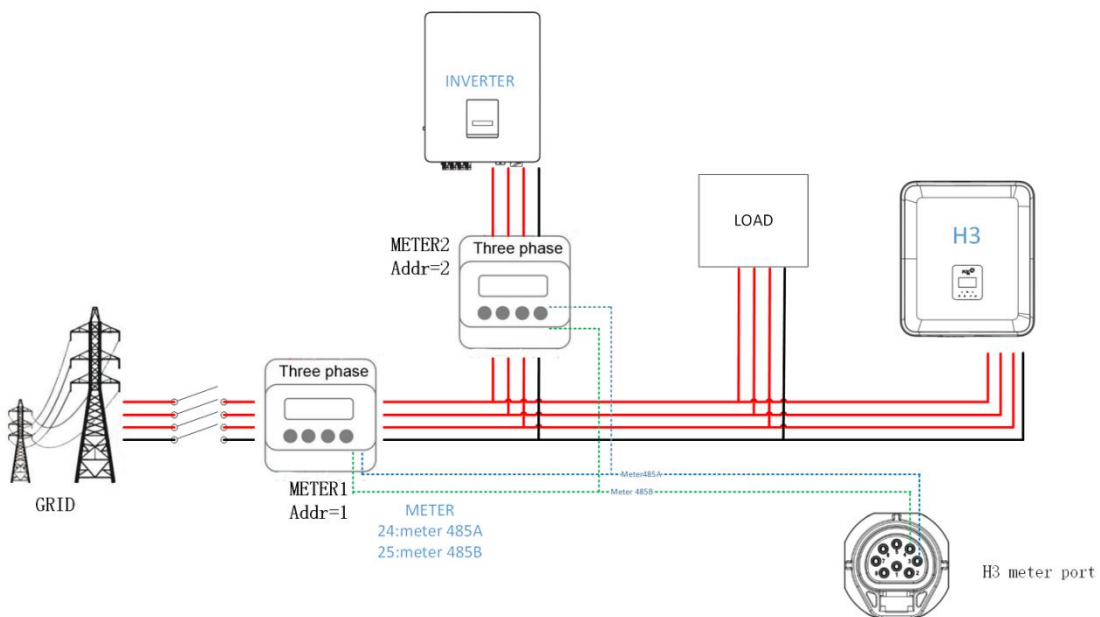 INVERTER
METER2
Addr=2
Three phase
LOAD
H3
Three phase
METER1
Addr=1
GRID
Meter485A
Meter 485B
METER
24:meter 485A
25:meter 485B
H3 meter port